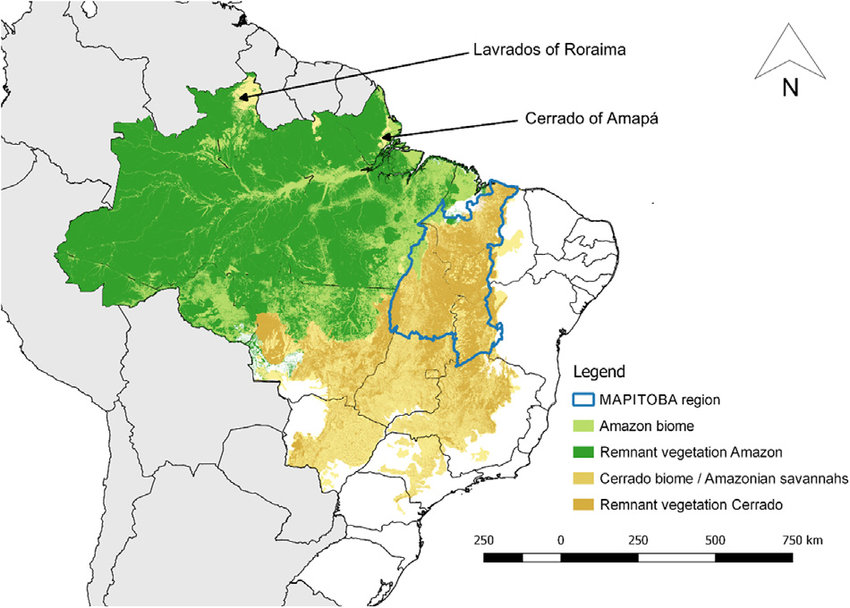 Lavrados of Roraima
Cerrado of Amapá
N
Legend
MAPITOBA region
Amazon biome
Remnant vegetation Amazon
Cerrado biome / Amazonian savannahs
Remnant vegetation Cerrado
250 0 250 500 750 km